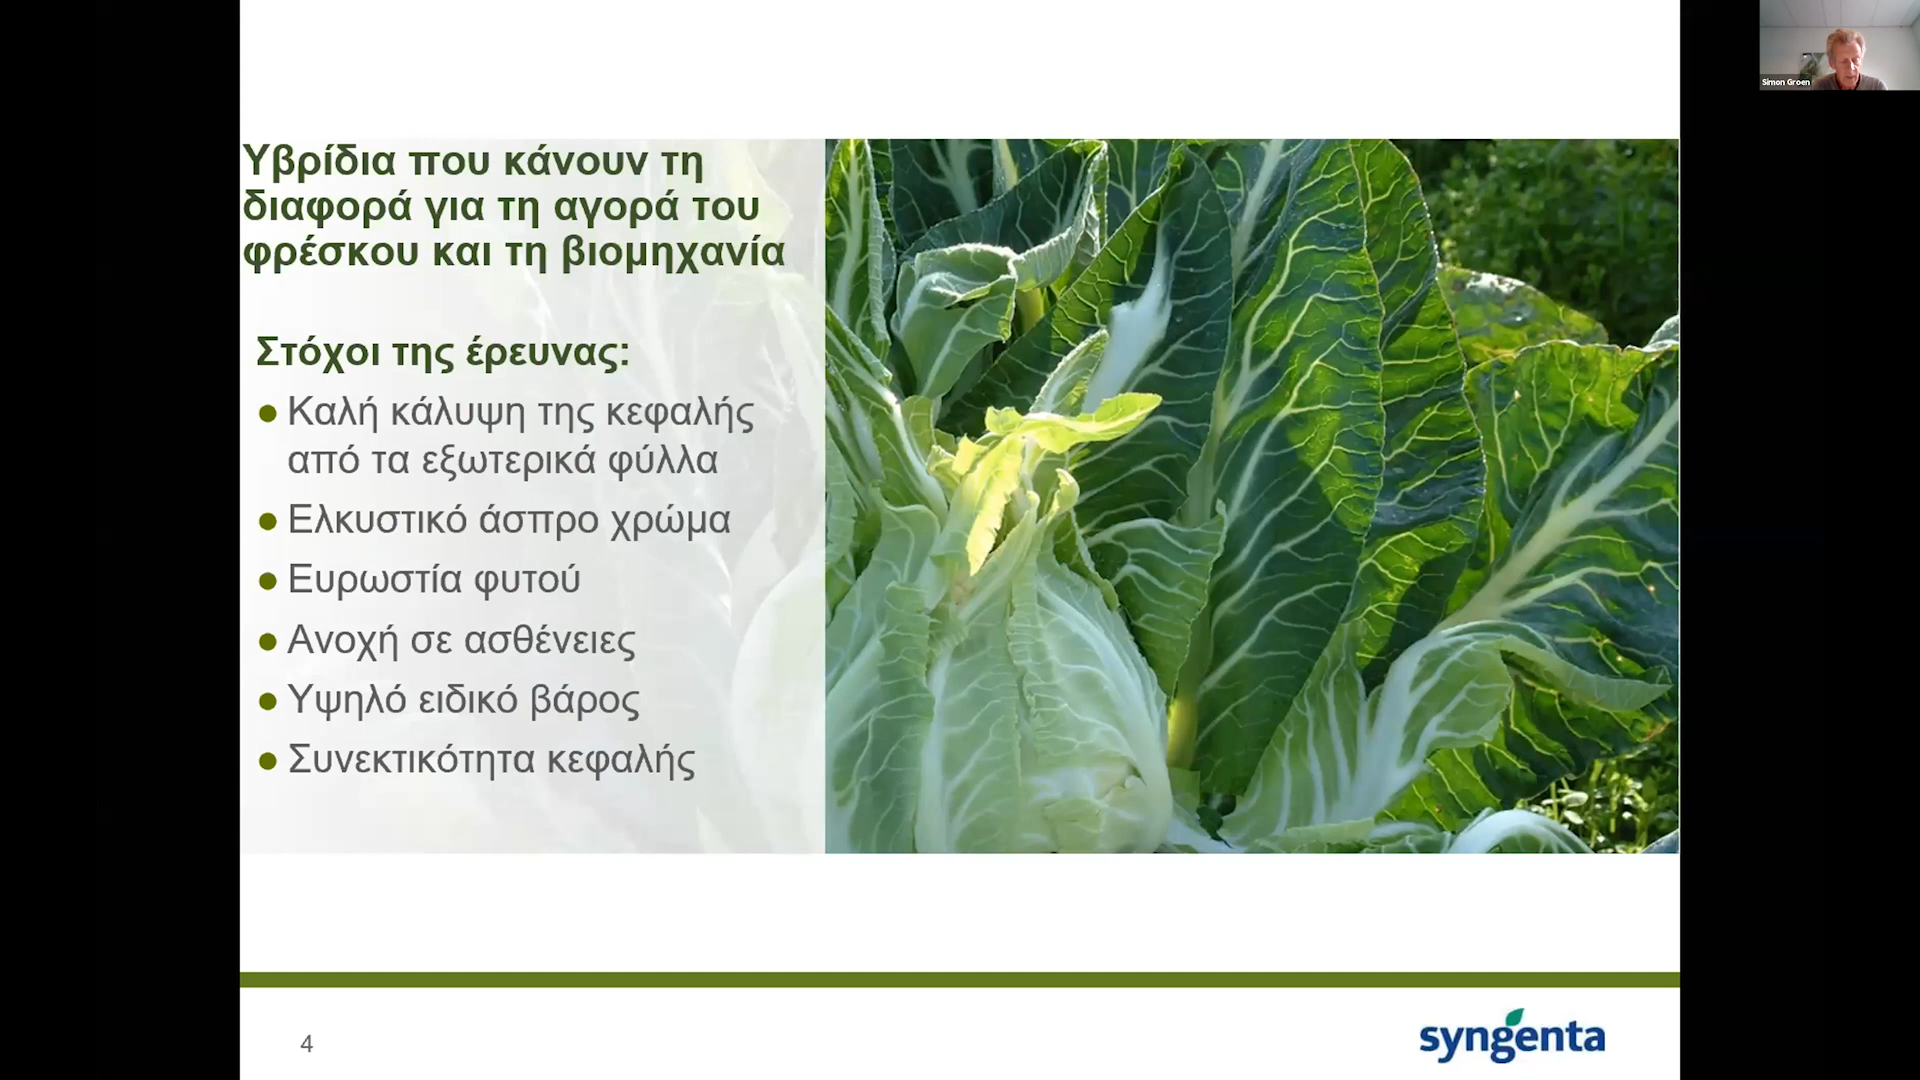 Υβρίδια που κάνουν τη
διαφορά για τη αγορά του
φρέσκου και τη βιομηχανία
Στόχοι της έρευνας:
● Καλή κάλυψη της κεφαλής
από τα εξωτερικά φύλλα
● Ελκυστικό άσπρο χρώμα
● Ευρωστία φυτού
● Ανοχή σε ασθένειες
● Υψηλό ειδικό βάρος
● Συνεκτικότητα κεφαλής
4
syngenta
Simon Groen